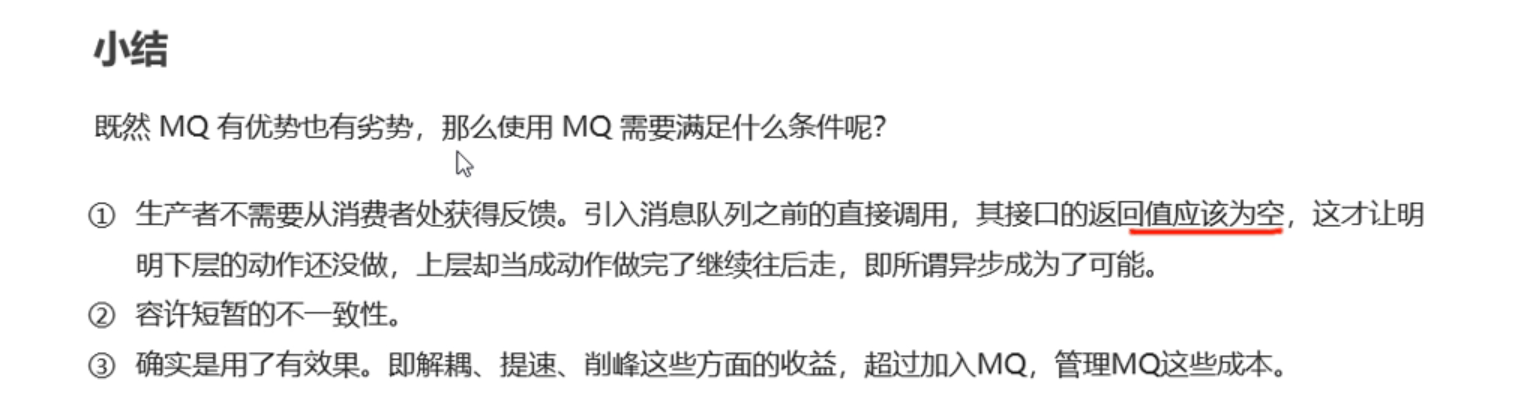 小结
既然 MQ 有优势也有劣势，那么使用 MQ 需要满足什么条件呢？
① 生产者不需要从消费者处获得反馈。引入消息队列之前的直接调用，其接口的返回值应该为空，这才让明
明下层的动作还没做，上层却当成动作做完了继续往后走，即所谓异步成为了可能。
② 容许短暂的不一致性。
③ 确实是用了有效果。即解耦、提速、削峰这些方面的收益，超过加入MQ，管理MQ这些成本。